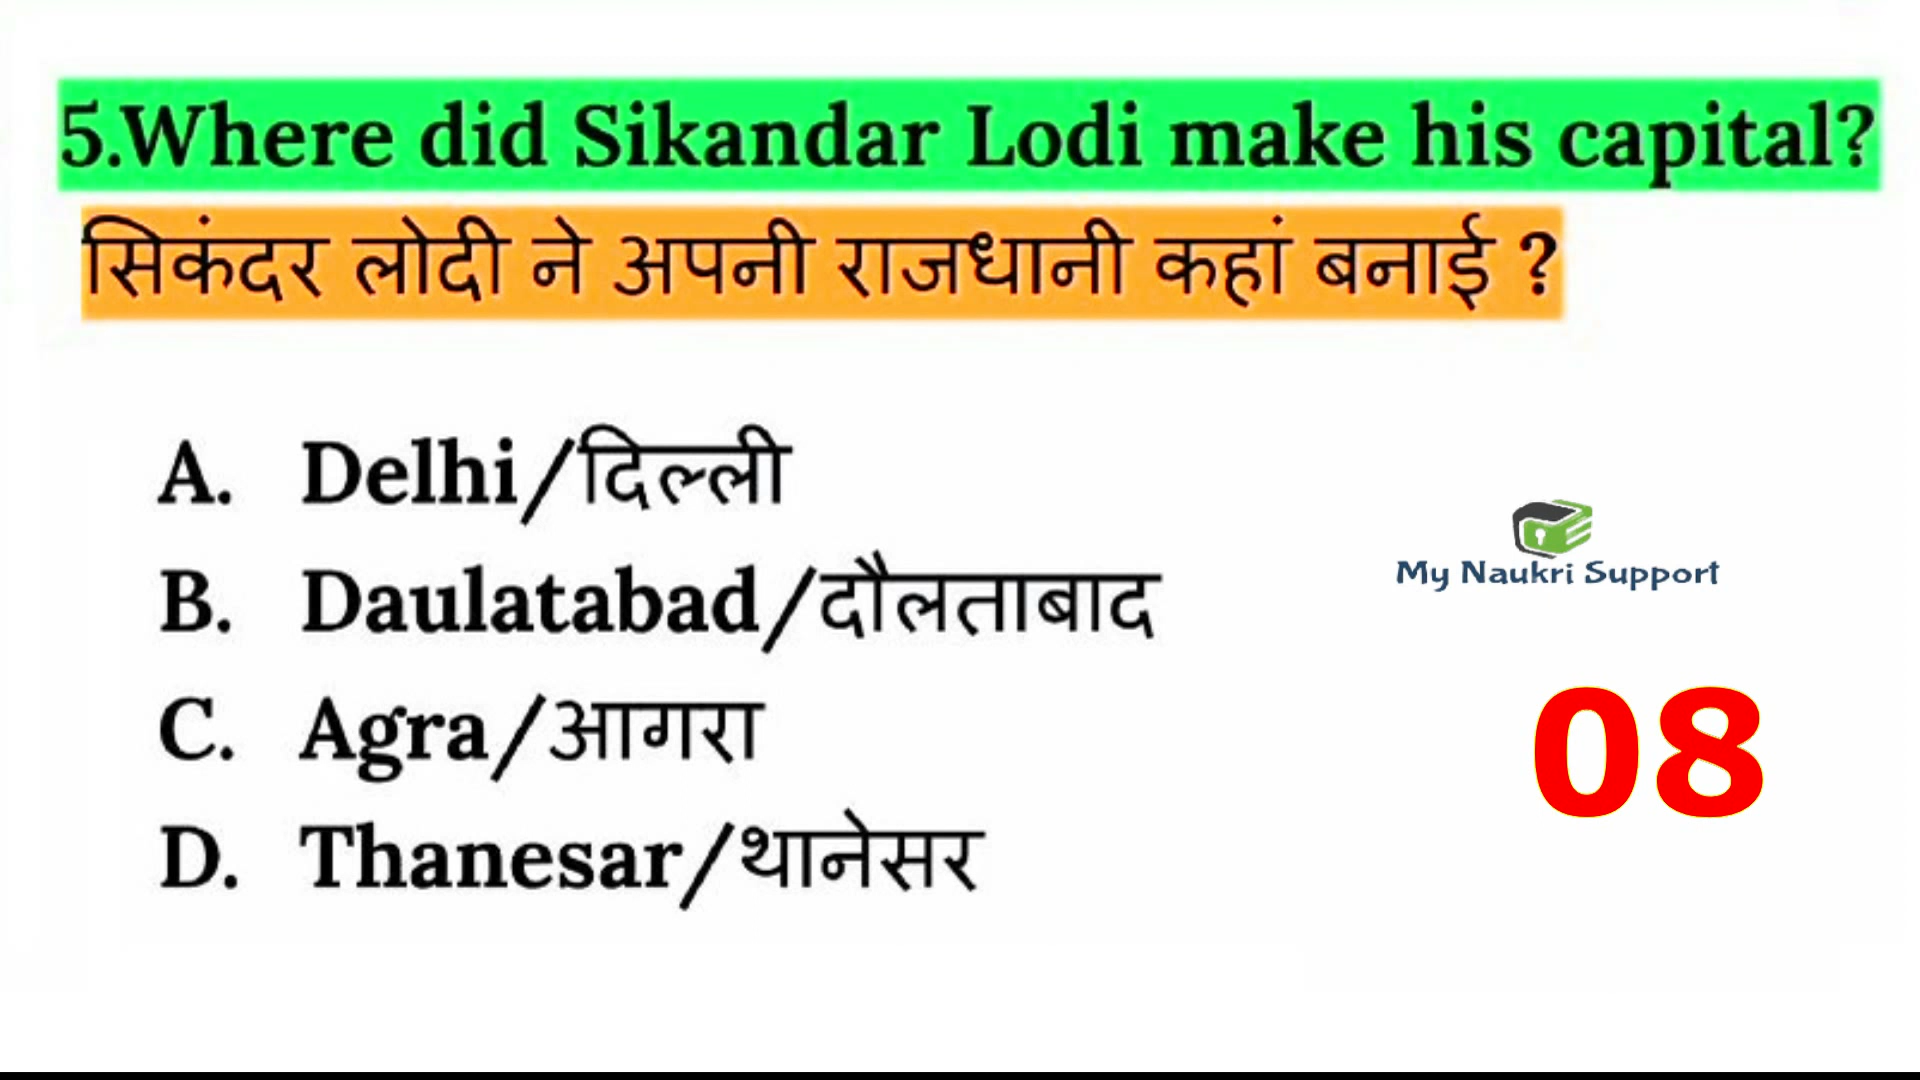 5.Where did Sikandar Lodi make his capital?
सिकंदर लोदी ने अपनी राजधानी कहां बनाई ?
A. Delhi/दिल्ली
B. Daulatabad/दौलताबाद
C. Agra/आगरा
D. Thanesar/थानेसर
My Naukri Support
08